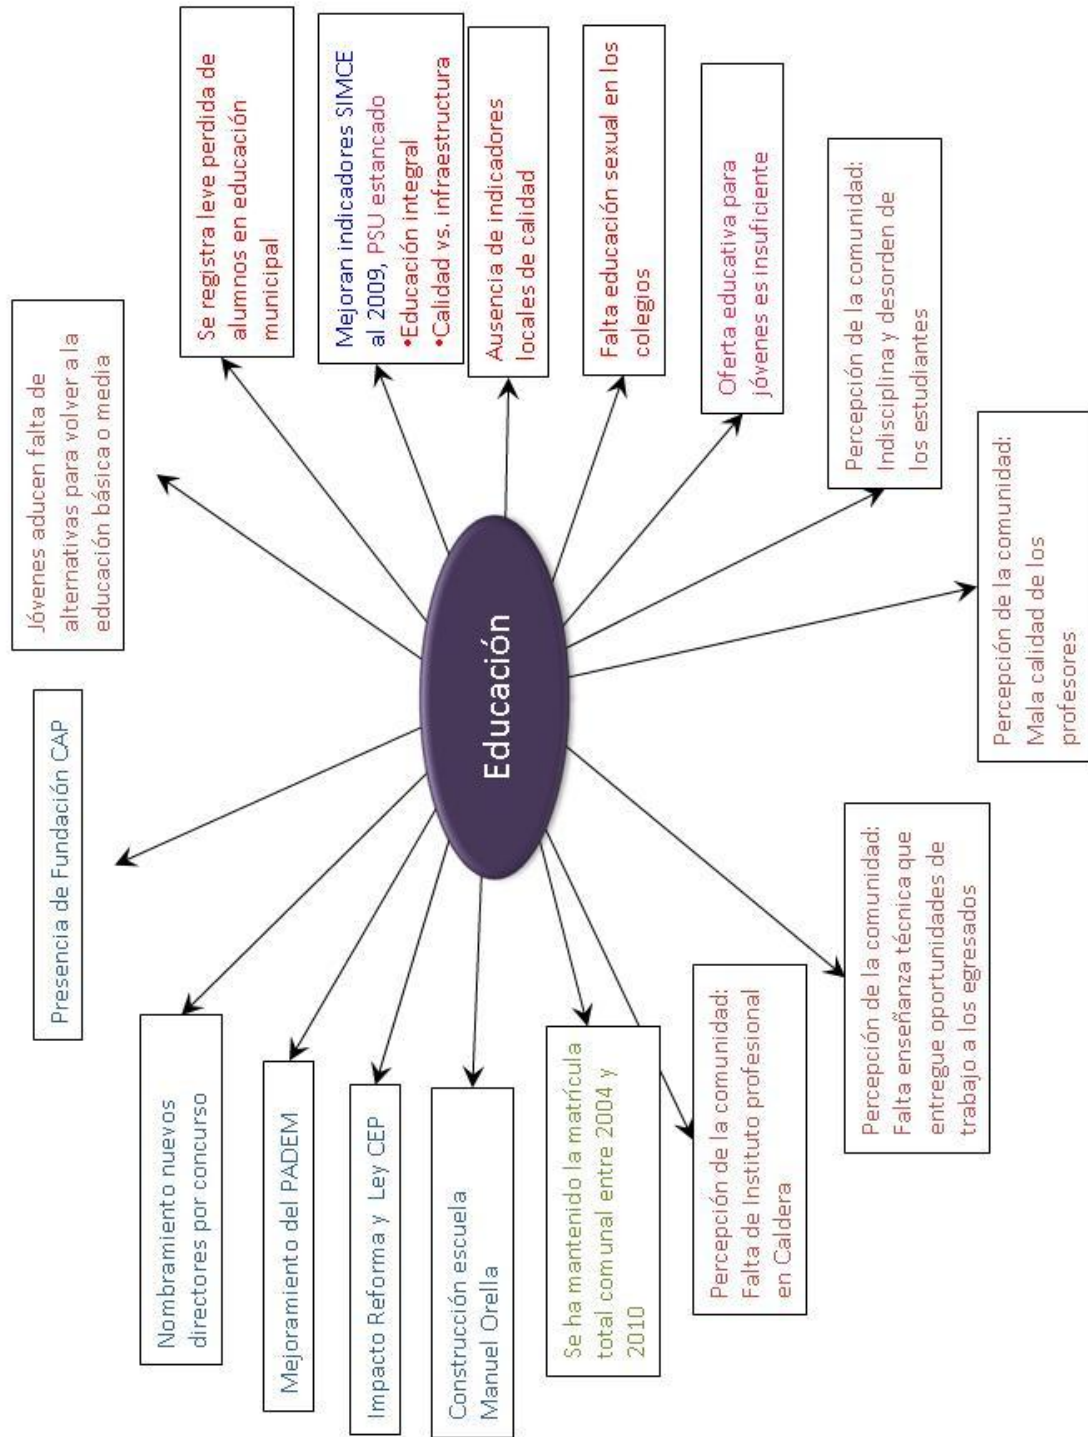 Educación
Presencia de Fundación CAP
Jóvenes aducen falta de
alternativas para volver a la
educación básica o media
Se registra leve perdida de
alumnos en educación
municipal
Mejoran indicadores SIMCE
al 2009, PSU estancado
•Educación integral
•Calidad vs. infraestructura
Ausencia de indicadores
locales de calidad
Falta educación sexual en los
colegios
Oferta educativa para
jóvenes es insuficiente
Percepción de la comunidad:
Indisciplina y desorden de
los estudiantes
Percepción de la comunidad:
Mala calidad de los
profesores
Percepción de la comunidad:
Falta enseñanza técnica que
entregue oportunidades de
trabajo a los egresados
Percepción de la comunidad:
Falta de Instituto profesional
en Caldera
Se ha mantenido la matrícula
total comunal entre 2004 y
2010
Construcción escuela
Manuel Orella
Impacto Reforma y Ley CEP
Mejoramiento del PADEM
Nombramiento nuevos
directores por concurso